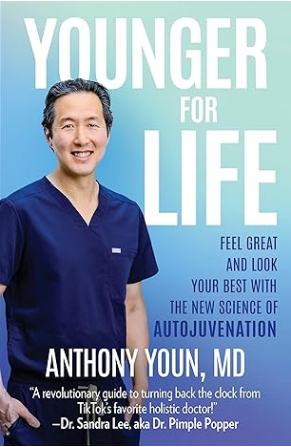 YOUNGER
FOR
LIFE
FEEL GREAT
AND LOOK
YOUR BEST WITH
THE NEW SCIENCE OF
AUTOJUVENATION
ANTHONY YOUN, MD
“A revolutionary guide to turning back the clock from
TikTok’s favorite holistic doctor!”
—Dr. Sandra Lee, aka Dr. Pimple Popper